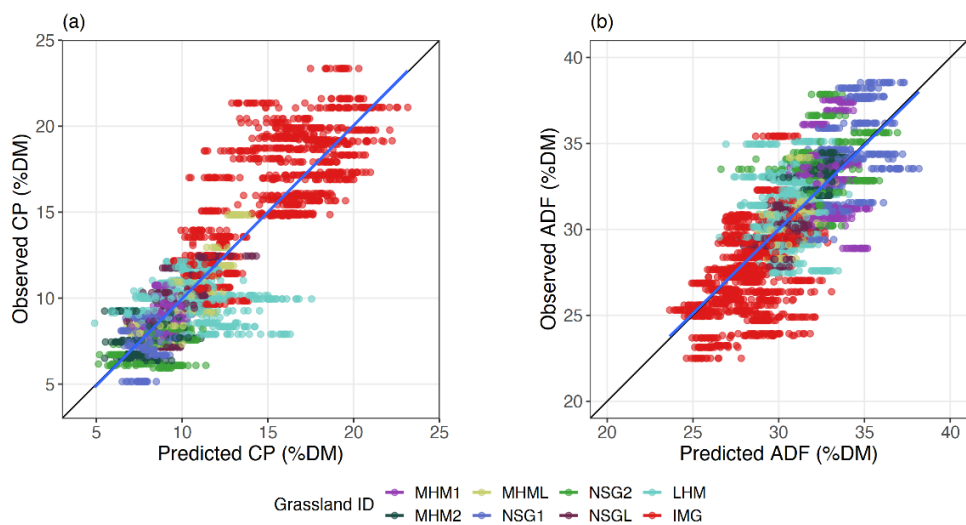 (a)
25
20
15
10
5
5 10 15 20 25
Observed CP (%DM)
Predicted CP (%DM)
(b)
40
35
30
25
20
20 25 30 35 40
Observed ADF (%DM)
Predicted ADF (%DM)
Grassland ID
MHM1 MHML NSG2 LHM
MHM2 NSG1 NSGL IMG